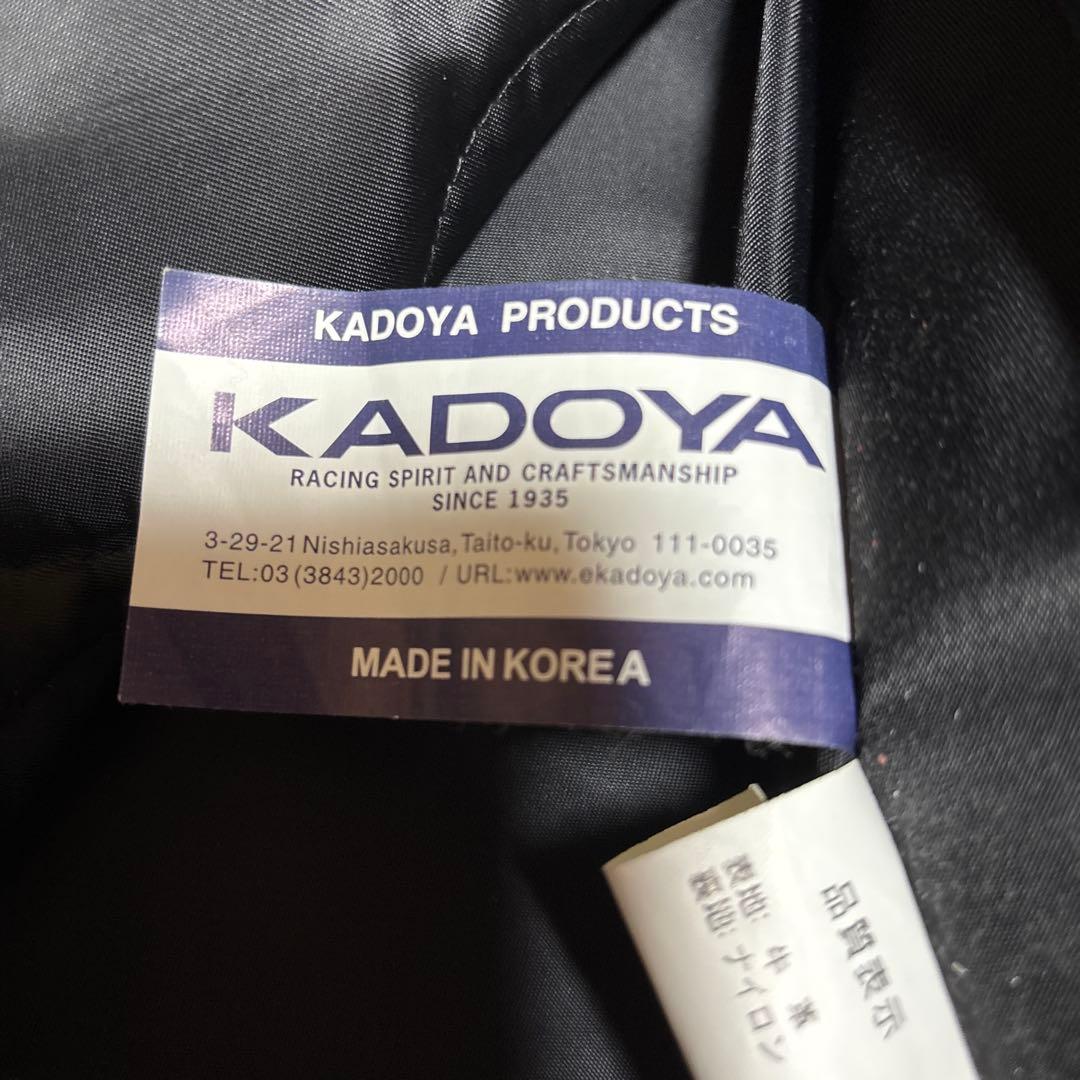 KADOYA PRODUCTS
KADOYA
RACING SPIRIT AND CRAFTSMANSHIP
SINCE 1935
3-29-21 Nishiasakusa, Taito-ku, Tokyo 111-0035
TEL:03(3843)2000 / URL:www.ekadoya.com
MADE IN KOREA
品質表示
表地: 牛革
裏地: ナイロン